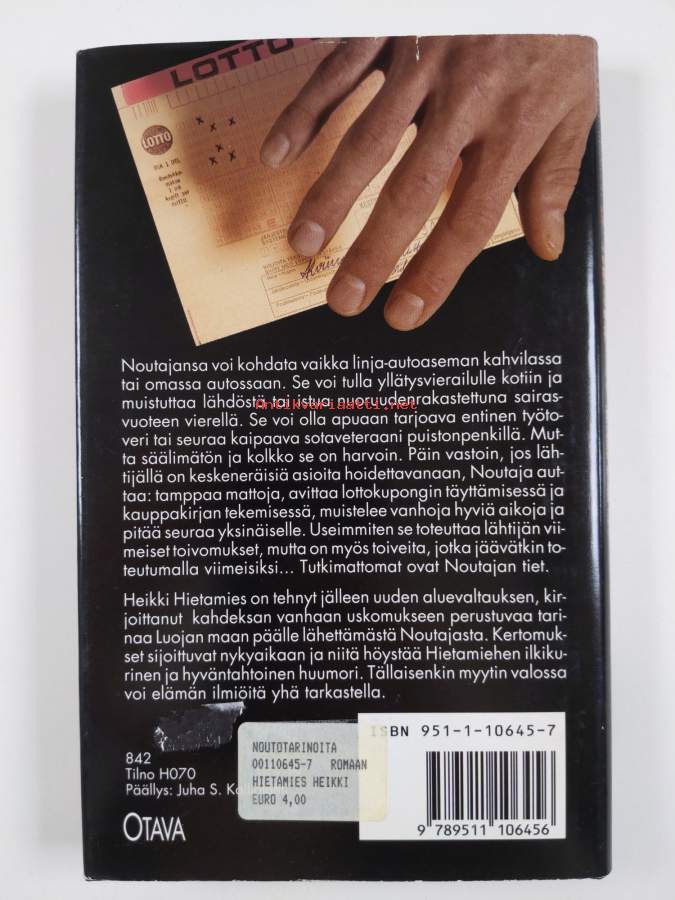 LOTTO
LOTTO
Noutajansa voi kohdata vaikka linja-autoaseman kahvilassa
tai omassa autossaan. Se voi tulla yllätysvierailulle kotiin ja
muistuttaa lähdöstä tai istua nuoruudenrakastettuna sairas-
Antikvariaatti.net
vuoteen vierellä. Se voi olla apuaan tarjoava entinen työto-
veri tai seuraa kaipaava sotaveteraani puistonpenkillä. Mut-
ta säälimätön ja kolkko se on harvoin. Päin vastoin, jos läh-
tijällä on keskeneräisiä asioita hoidettavanaan, Noutaja aut-
taa: tamppaa mattoja, avittaa lottokupongin täyttämisessä ja
kauppakirjan tekemisessä, muistelee vanhoja hyviä aikoja ja
pitää seuraa yksinäiselle. Useimmiten se toteuttaa lähtijän vii-
meiset toivomukset, mutta on myös toiveita, jotka jäävätkin to-
teutumalla viimeisiksi... Tutkimattomat ovat Noutajan tiet.
Heikki Hietamies on tehnyt jälleen uuden aluevaltauksen, kir-
joittanut kahdeksan vanhaan uskomukseen perustuvaa tari-
naa Luojan maan päälle lähettämästä Noutajasta. Kertomuk-
set sijoittuvat nykyaikaan ja niitä höystää Hietamiehen ilkiku-
rinen ja hyväntahtoinen huumori. Tällaisenkin myytin valossa
voi elämän ilmiöitä yhä tarkastella.
ISBN 951-1-10645-7
NOUTOTARINOITA
00110645-7 ROMAAN
HIETAMIES HEIKKI
EURO 4,00
842
Tilno H070
Päällys: Juha S.
OTAVA
9 789511 106456